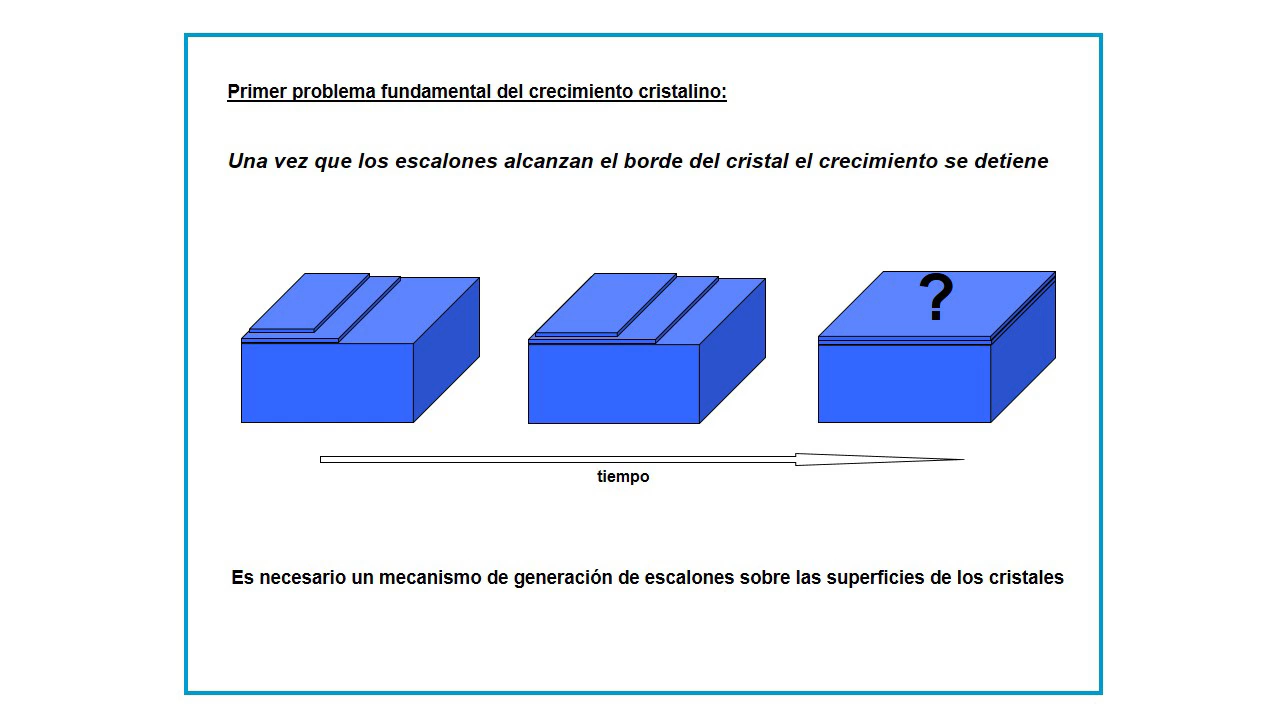 Primer problema fundamental del crecimiento cristalino:
Una vez que los escalones alcanzan el borde del cristal el crecimiento se detiene
?
tiempo
Es necesario un mecanismo de generación de escalones sobre las superficies de los cristales